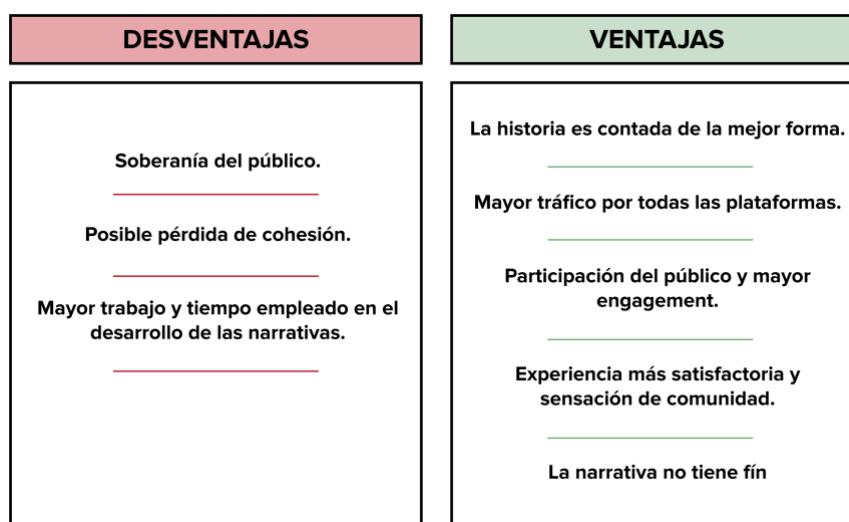 DESVENTAJAS
Soberanía del público.
Posible pérdida de cohesión.
Mayor trabajo y tiempo empleado en el
desarrollo de las narrativas.
VENTAJAS
La historia es contada de la mejor forma.
Mayor tráfico por todas las plataformas.
Participación del público y mayor
engagement.
Experiencia más satisfactoria y
sensación de comunidad.
La narrativa no tiene fín